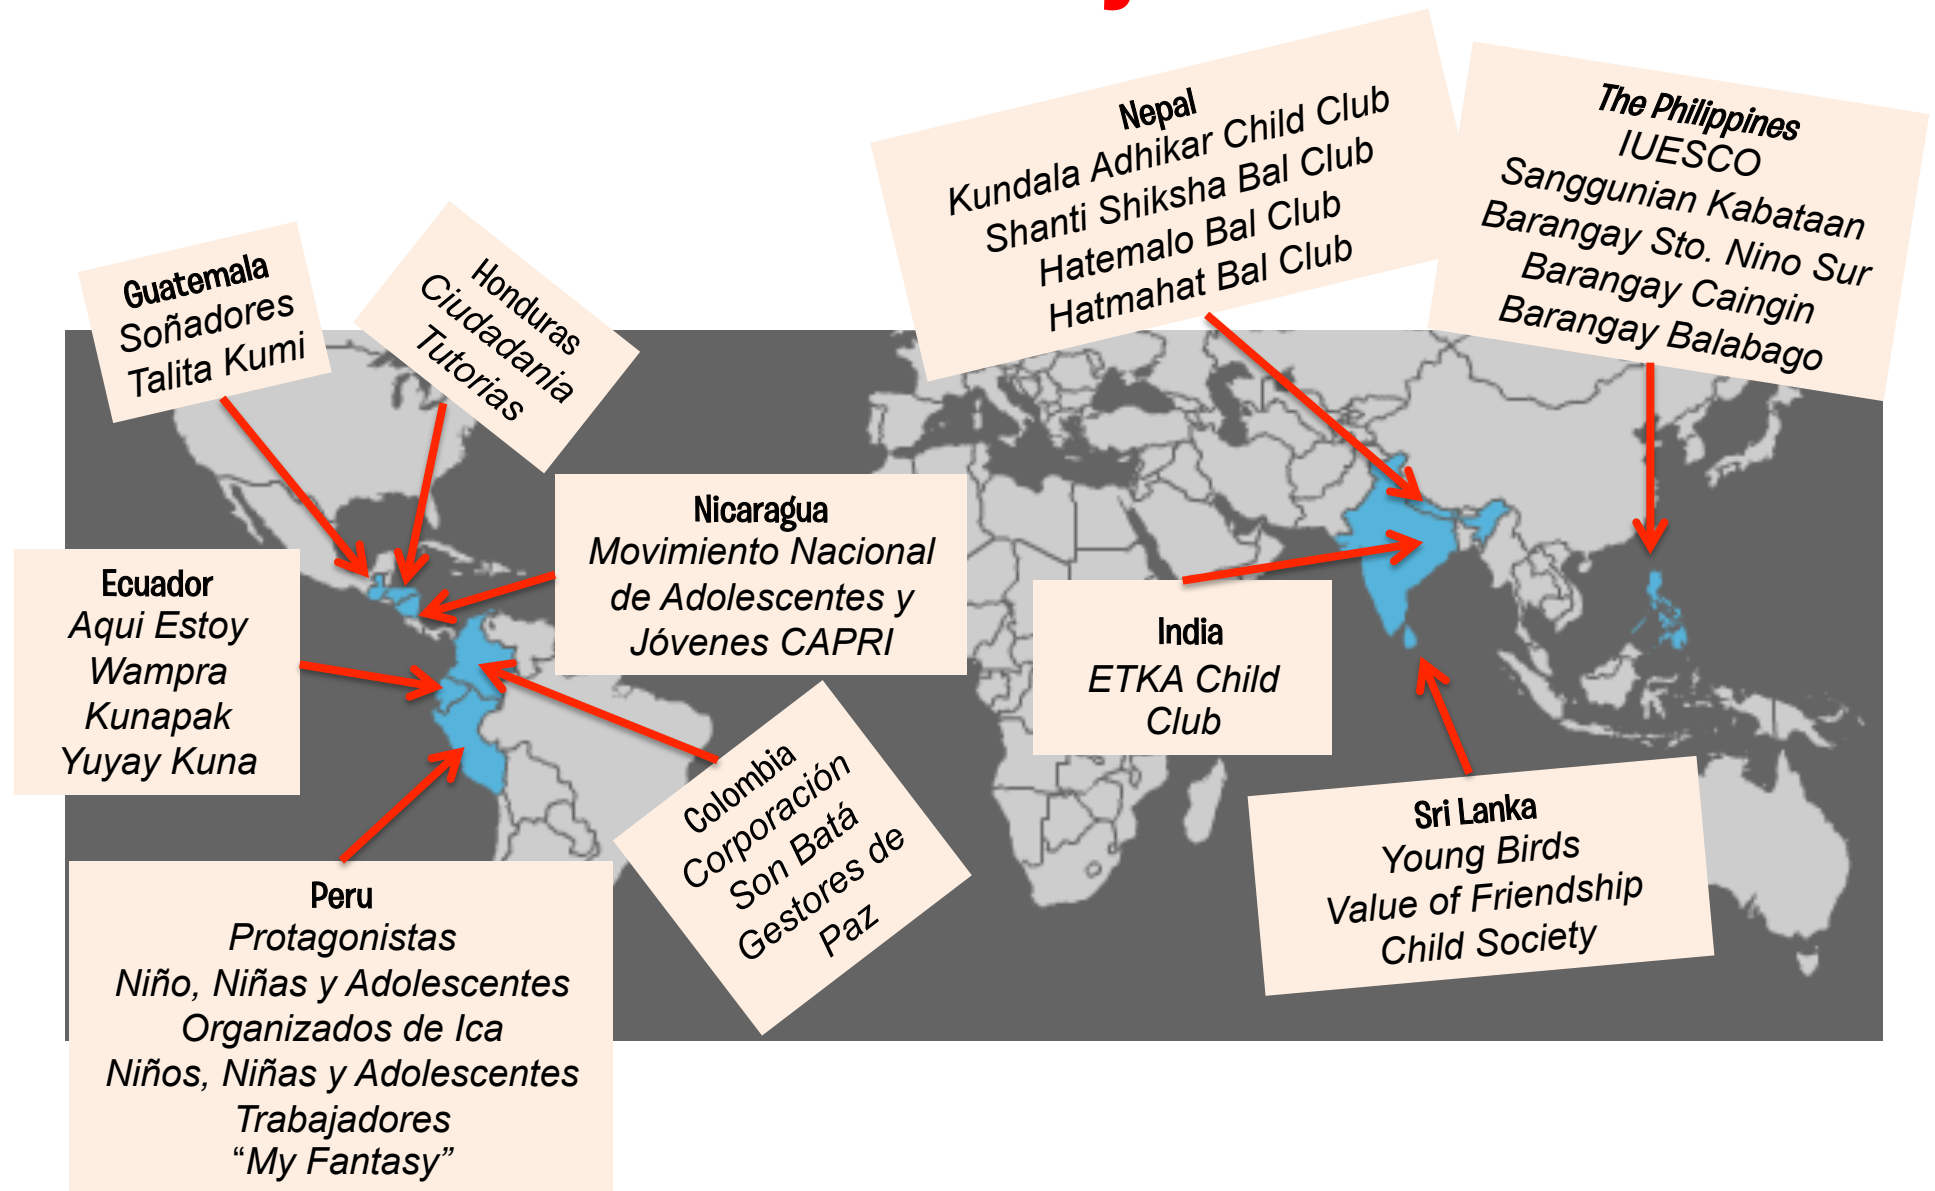 Guatemala
Soñadores
Talita Kumi
Honduras
Ciudadania
Tutorias
Nepal
Kundala Adhikar Child Club
Shanti Shiksha Bal Club
Hatemalo Bal Club
Hatmahat Bal Club
The Philippines
IUESCO
Sanggunian Kabataan
Barangay Sto. Nino Sur
Barangay Caingin
Barangay Balabago
Ecuador
Aqui Estoy
Wampra
Kunapak
Yuyay Kuna
Nicaragua
Movimiento Nacional
de Adolescentes y
Jóvenes CAPRI
India
ETKA Child
Club
Colombia
Corporación
Son Batá
Gestores de
Paz
Sri Lanka
Young Birds
Value of Friendship
Child Society
Peru
Protagonistas
Niño, Niñas y Adolescentes
Organizados de Ica
Niños, Niñas y Adolescentes
Trabajadores
“My Fantasy”